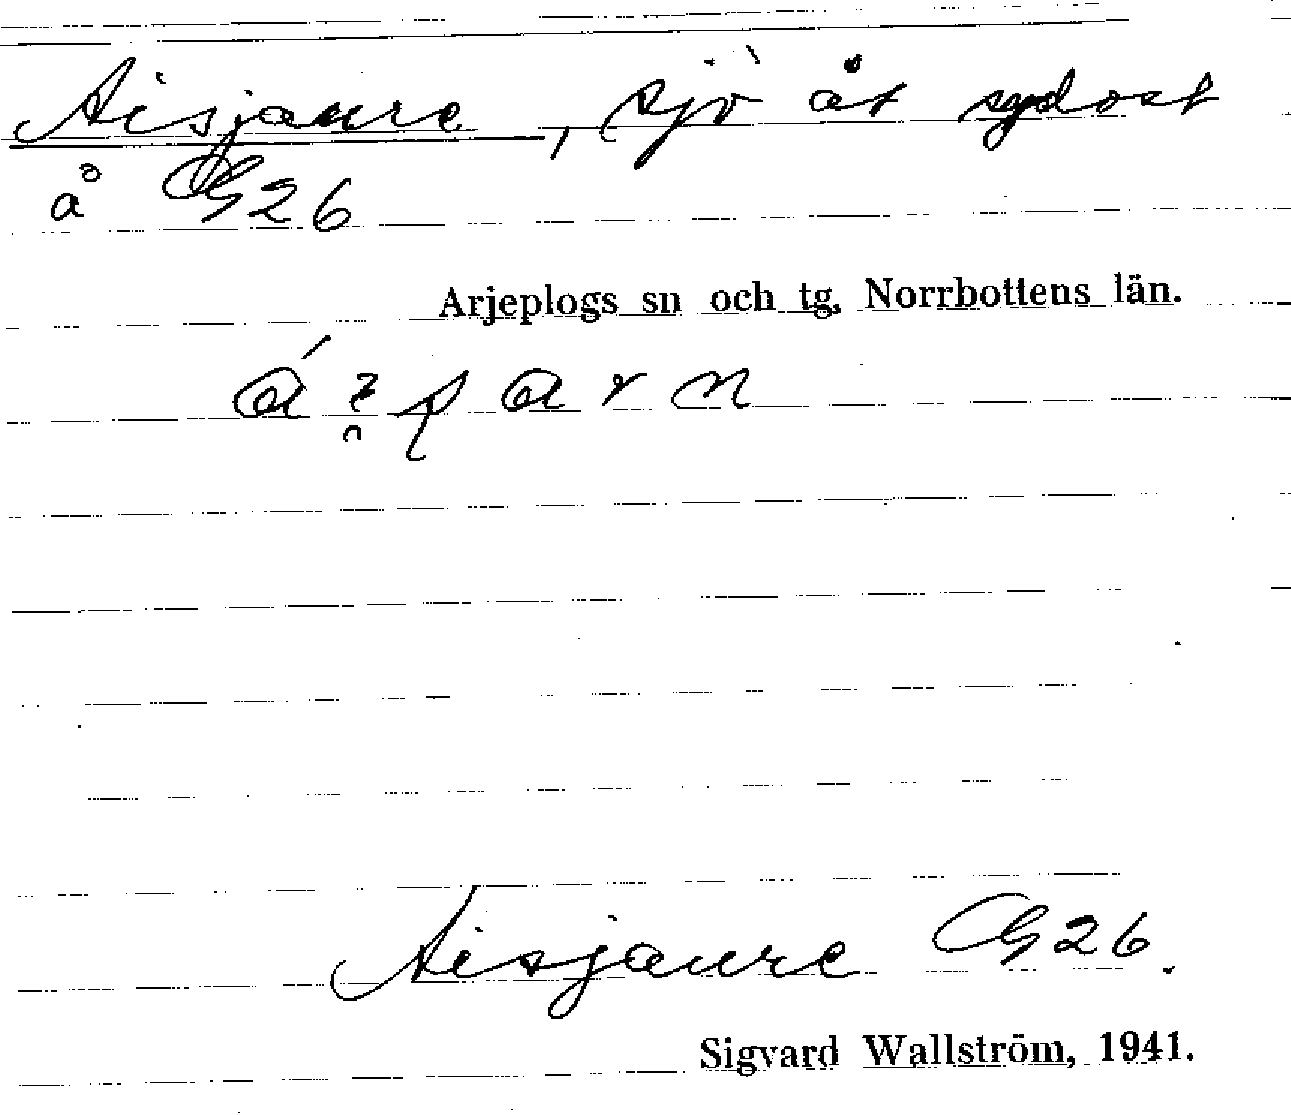 Aisjaure, sjö åt sydost
å G26
Arjeplogs sn och tg, Norrbottens län.
Aisjaure G26.
Sigvard Wallström, 1941.